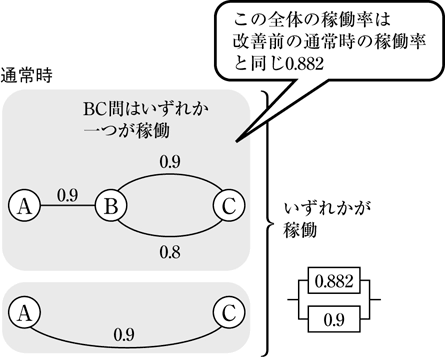 この全体の稼働率は
改善前の通常時の稼働率
と同じ0.882
通常時
BC間はいずれか
一つが稼働
0.9
A
0.9
B
C
0.8
いずれかが
稼働
0.882
0.9
A
C
0.9